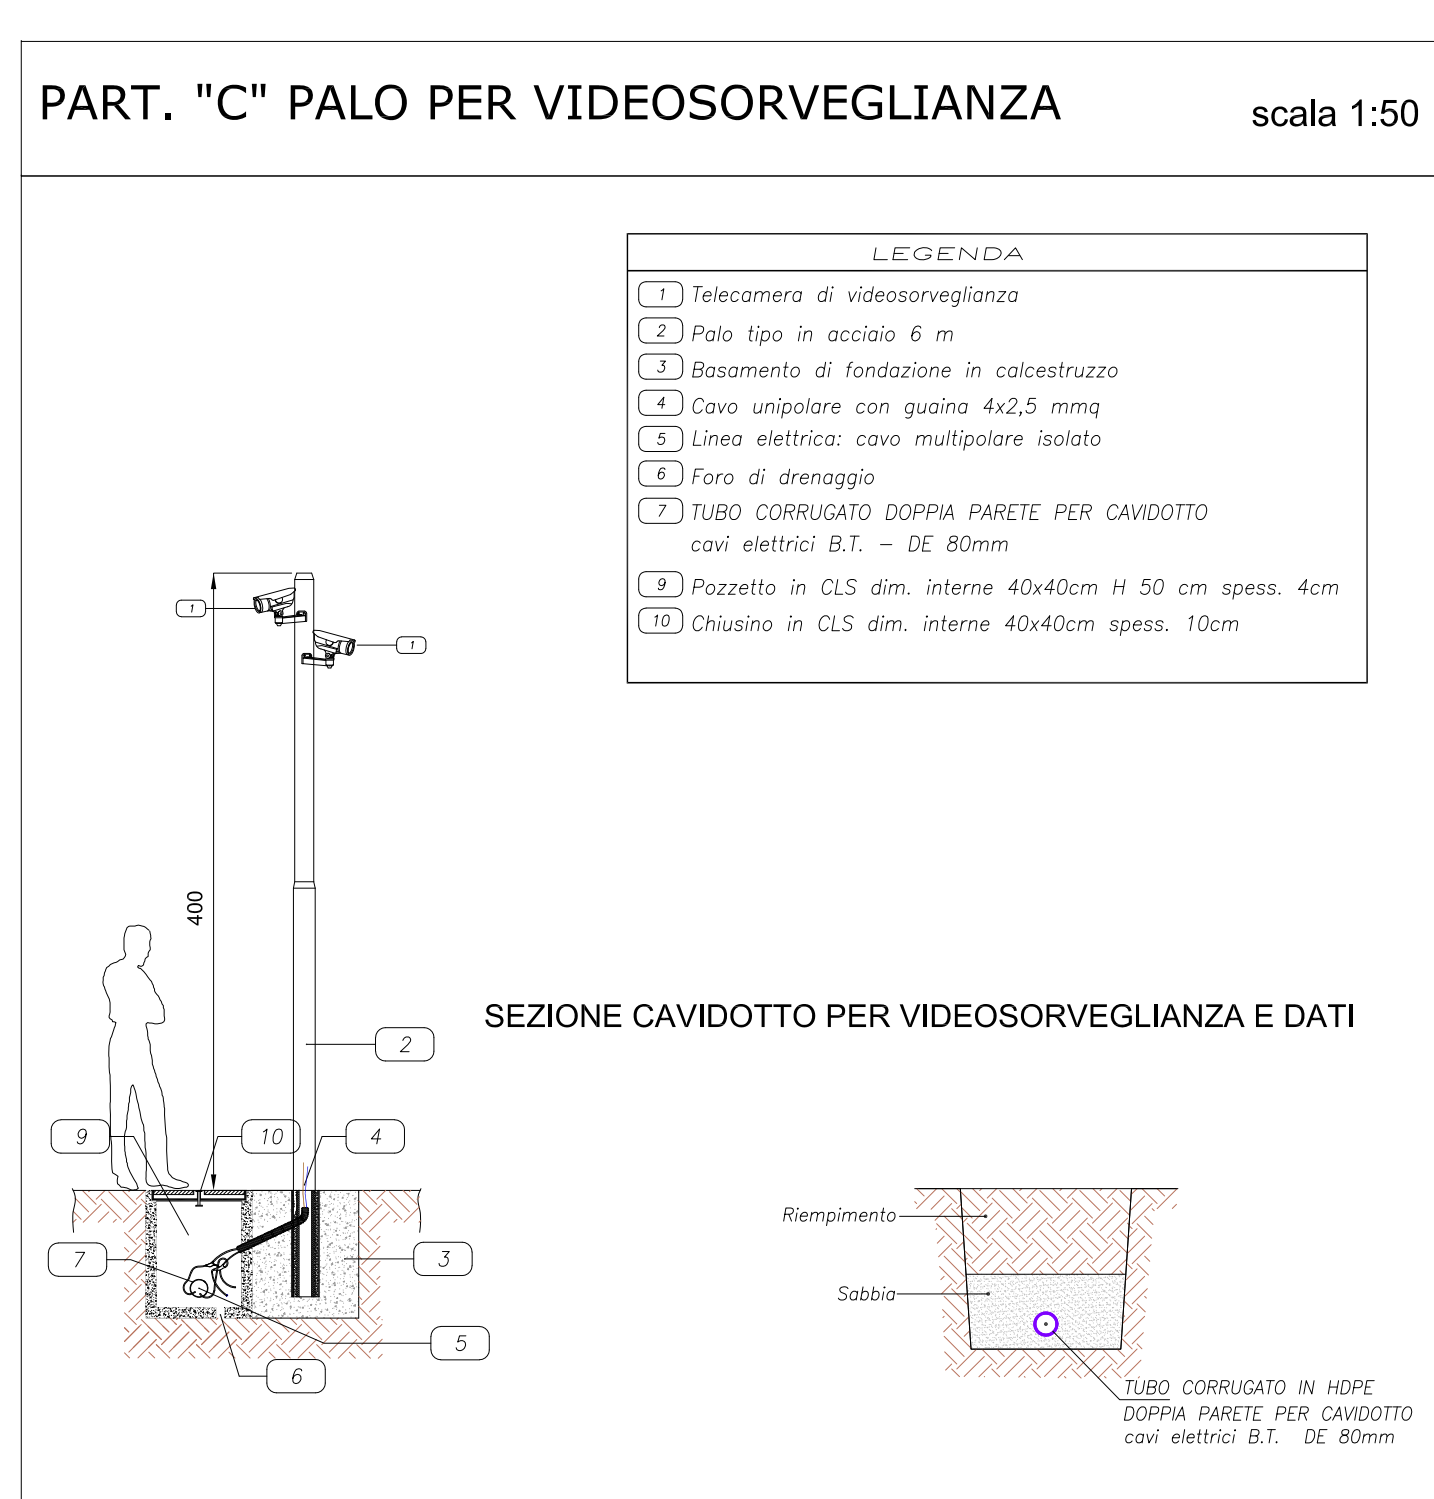 PART. "C" PALO PER VIDEOSORVEGLIANZA
scala 1:50
LEGENDA
1 Telecamera di videosorveglianza
2 Palo tipo in acciaio 6 m
3 Basamento di fondazione in calcestruzzo
4 Cavo unipolare con guaina 4x2,5 mmq
5 Linea elettrica: cavo multipolare isolato
6 Foro di drenaggio
7 TUBO CORRUGATO DOPPIA PARETE PER CAVIDOTTO
cavi elettrici B.T. – DE 80mm
9 Pozzetto in CLS dim. interne 40x40cm H 50 cm spess. 4cm
10 Chiusino in CLS dim. interne 40x40cm spess. 10cm
1
1
400
2
9
10
4
7
3
5
6
SEZIONE CAVIDOTTO PER VIDEOSORVEGLIANZA E DATI
Riempimento
Sabbia
TUBO CORRUGATO IN HDPE
DOPPIA PARETE PER CAVIDOTTO
cavi elettrici B.T. DE 80mm